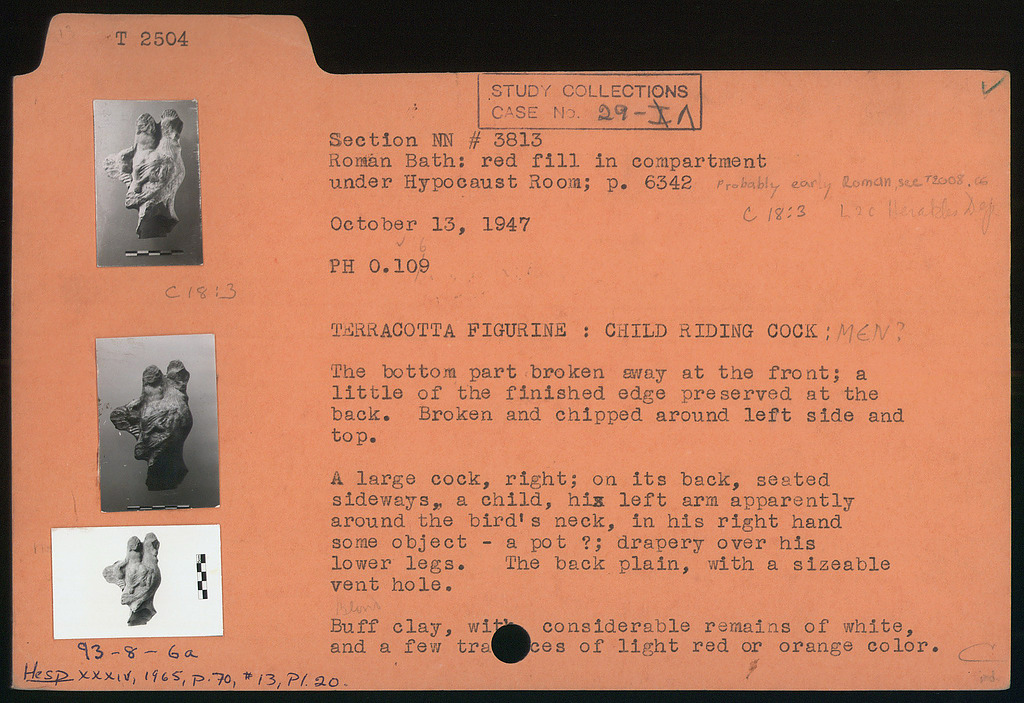 T 2504
STUDY COLLECTIONS
CASE No. 29-
Section NN # 3813
Roman Bath: red fill in compartment
under Hypocaust Room; p. 6342
Probably early Roman, see T2008,
C 18:3
October 13, 1947
PH 0.109
6
C 18:3
TERRACOTTA FIGURINE : CHILD RIDING COCK : MEN?
The bottom part broken away at the front; a
little of the finished edge preserved at the
back. Broken and chipped around left side and
top.
A large cock, right; on its back, seated
sideways, a child, his left arm apparently
around the bird's neck, in his right hand
some object - a pot ?; drapery over his
lower legs. The back plain, with a sizeable
vent hole.
Buff clay, with considerable remains of white,
and a few traces of light red or orange color.
93-8-6a
Hesp XXXIV, 1965, p. 70, #13, Pl. 20.